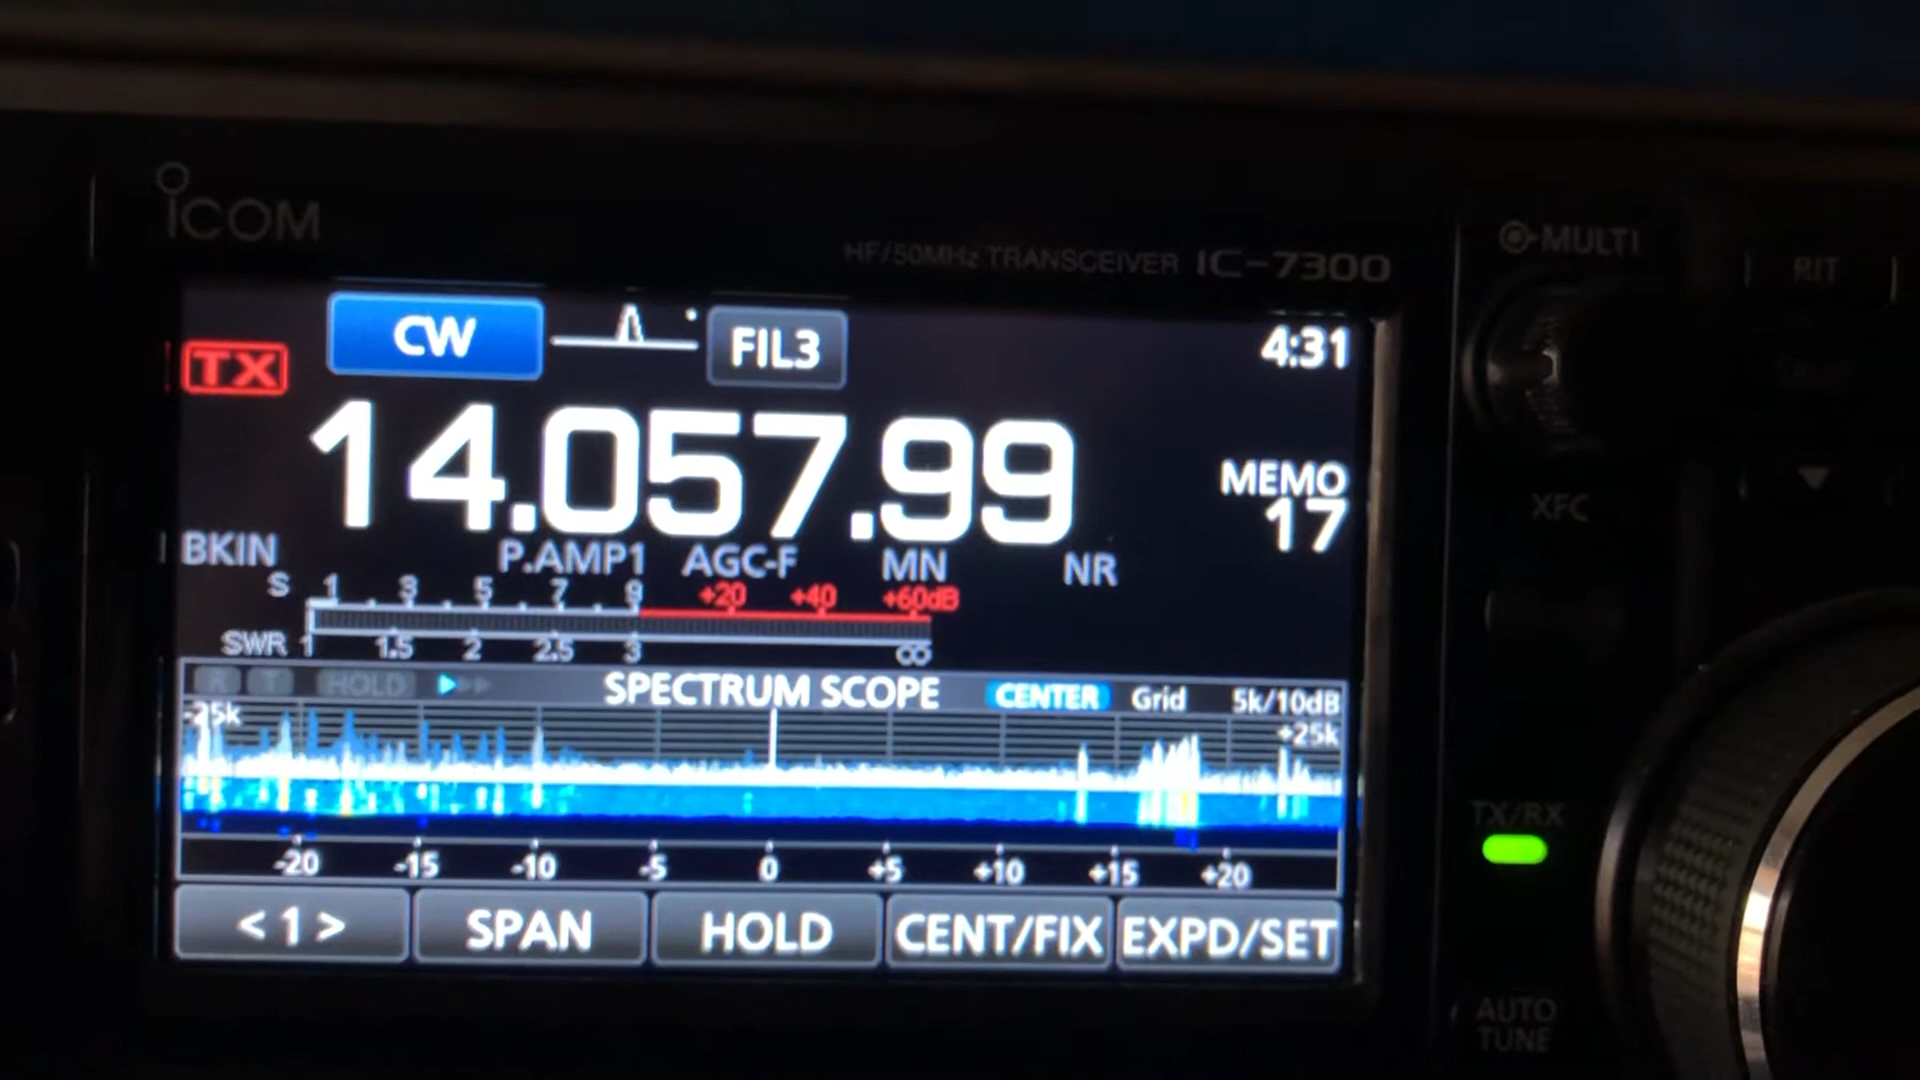 ICOM
HF/50MHz TRANSCEIVER IC-7300
MULTI
RIT
TX CW FIL3 4:31
14.057.99
MEMO
17
XFC
BKIN P.AMP1 AGC-F MN NR
S 1 3 5 7 9 +20 +40 +60dB
SWR 1 1.5 2 2.5 3 ∞
R T HOLD SPECTRUM SCOPE CENTER Grid 5k/10dB
-25k +25k
TX/RX
-20 -15 -10 -5 0 +5 +10 +15 +20
< 1 > SPAN HOLD CENT/FIX EXPD/SET
AUTO
TUNE